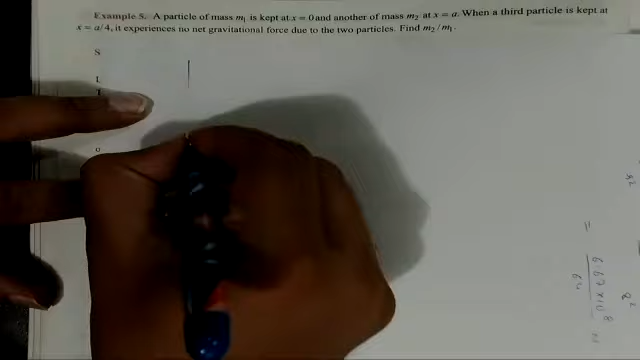 Example 5. A particle of mass m₁ is kept at x = 0 and another of mass m₂ at x = a. When a third particle is kept at
x = a/4, it experiences no net gravitational force due to the two particles. Find m₂/m₁.
S
=